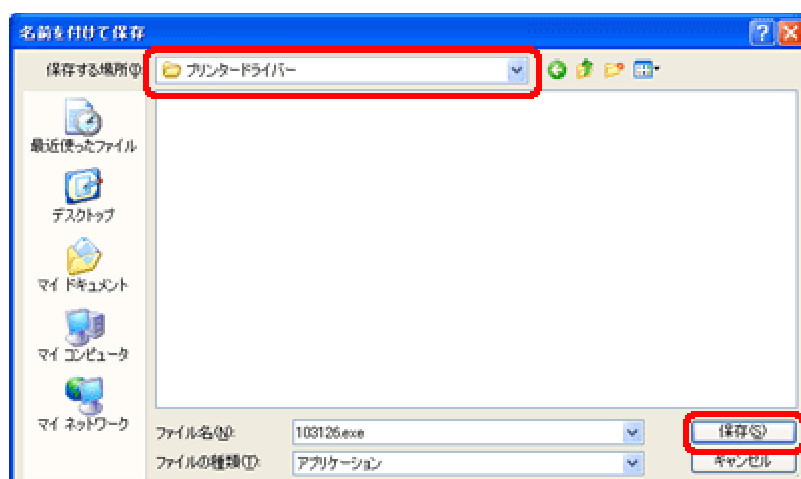 名前を付けて保存
保存する場所(I):
プリンタードライバー
最近使ったファイル
デスクトップ
マイ ドキュメント
マイ コンピュータ
マイ ネットワーク
ファイル名(N):
103126.exe
保存(S)
ファイルの種類(T):
アプリケーション
キャンセル